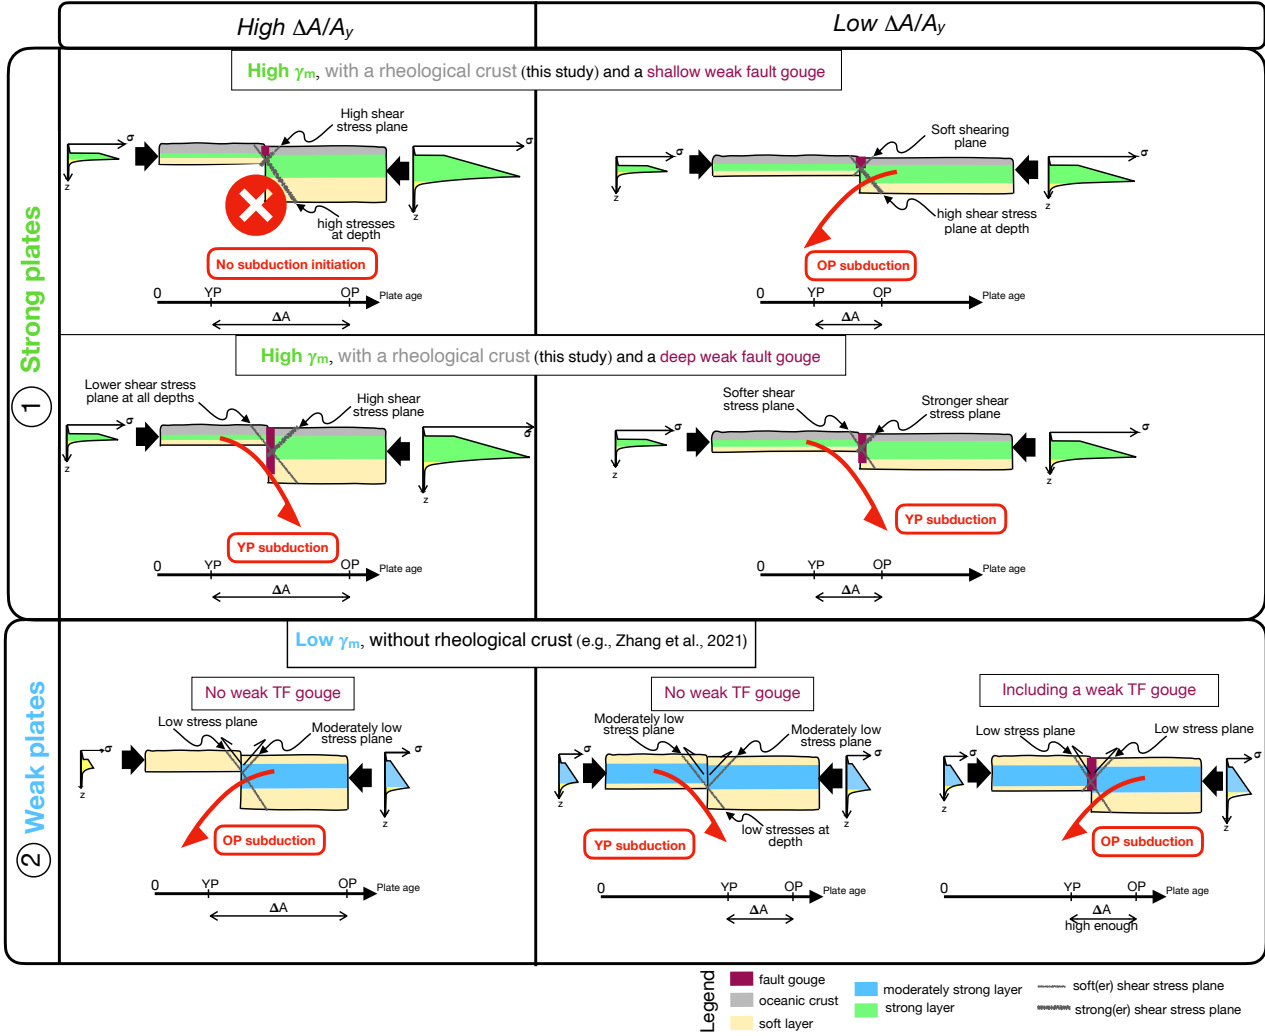 High ΔA/Ay
Low ΔA/Ay
1 Strong plates
High γm, with a rheological crust (this study) and a shallow weak fault gouge
σ
z
High shear
stress plane
high stresses
at depth
σ
z
No subduction initiation
0
YP
OP
Plate age
ΔA
σ
z
Soft shearing
plane
high shear stress
plane at depth
σ
z
OP subduction
0
YP
OP
Plate age
ΔA
High γm, with a rheological crust (this study) and a deep weak fault gouge
Lower shear stress
plane at all depths
High shear
stress plane
σ
z
σ
z
YP subduction
0
YP
OP
Plate age
ΔA
Softer shear
stress plane
Stronger shear
stress plane
σ
z
σ
z
YP subduction
0
YP
OP
Plate age
ΔA
2 Weak plates
Low γm, without rheological crust (e.g., Zhang et al., 2021)
No weak TF gouge
Low stress plane
Moderately low
stress plane
σ
σ
z
OP subduction
0
YP
OP
Plate age
ΔA
No weak TF gouge
Moderately low
stress plane
Moderately low
stress plane
σ
z
σ
z
low stresses at
depth
YP subduction
0
YP
OP
Plate age
ΔA
Including a weak TF gouge
Low stress plane
Low stress plane
σ
z
σ
z
OP subduction
0
YP
OP
Plate age
ΔA
high enough
Legend
fault gouge
oceanic crust
soft layer
moderately strong layer
strong layer
soft(er) shear stress plane
strong(er) shear stress plane